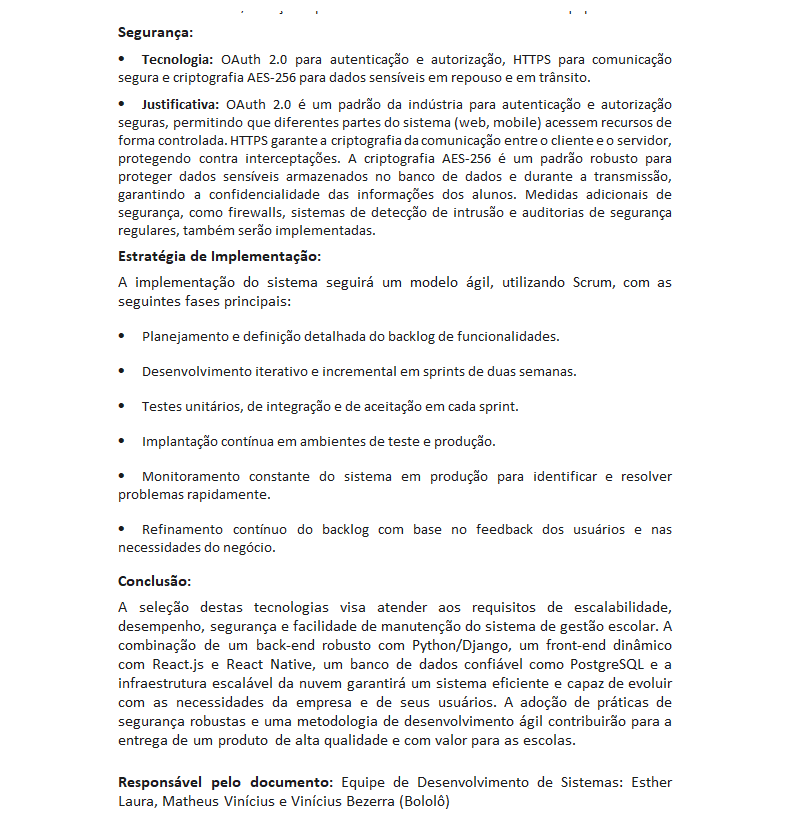 Segurança:
• Tecnologia: OAuth 2.0 para autenticação e autorização, HTTPS para comunicação
segura e criptografia AES-256 para dados sensíveis em repouso e em trânsito.
• Justificativa: OAuth 2.0 é um padrão da indústria para autenticação e autorização
seguras, permitindo que diferentes partes do sistema (web, mobile) acessem recursos de
forma controlada. HTTPS garante a criptografia da comunicação entre o cliente e o servidor,
protegendo contra interceptações. A criptografia AES-256 é um padrão robusto para
proteger dados sensíveis armazenados no banco de dados e durante a transmissão,
garantindo a confidencialidade das informações dos alunos. Medidas adicionais de
segurança, como firewalls, sistemas de detecção de intrusão e auditorias de segurança
regulares, também serão implementadas.
Estratégia de Implementação:
A implementação do sistema seguirá um modelo ágil, utilizando Scrum, com as
seguintes fases principais:
• Planejamento e definição detalhada do backlog de funcionalidades.
• Desenvolvimento iterativo e incremental em sprints de duas semanas.
• Testes unitários, de integração e de aceitação em cada sprint.
• Implantação contínua em ambientes de teste e produção.
• Monitoramento constante do sistema em produção para identificar e resolver
problemas rapidamente.
• Refinamento contínuo do backlog com base no feedback dos usuários e nas
necessidades do negócio.
Conclusão:
A seleção destas tecnologias visa atender aos requisitos de escalabilidade,
desempenho, segurança e facilidade de manutenção do sistema de gestão escolar. A
combinação de um back-end robusto com Python/Django, um front-end dinâmico
com React.js e React Native, um banco de dados confiável como PostgreSQL e a
infraestrutura escalável da nuvem garantirá um sistema eficiente e capaz de evoluir
com as necessidades da empresa e de seus usuários. A adoção de práticas de
segurança robustas e uma metodologia de desenvolvimento ágil contribuirão para a
entrega de um produto de alta qualidade e com valor para as escolas.
Responsável pelo documento: Equipe de Desenvolvimento de Sistemas: Esther
Laura, Matheus Vinícius e Vinícius Bezerra (Bololô)